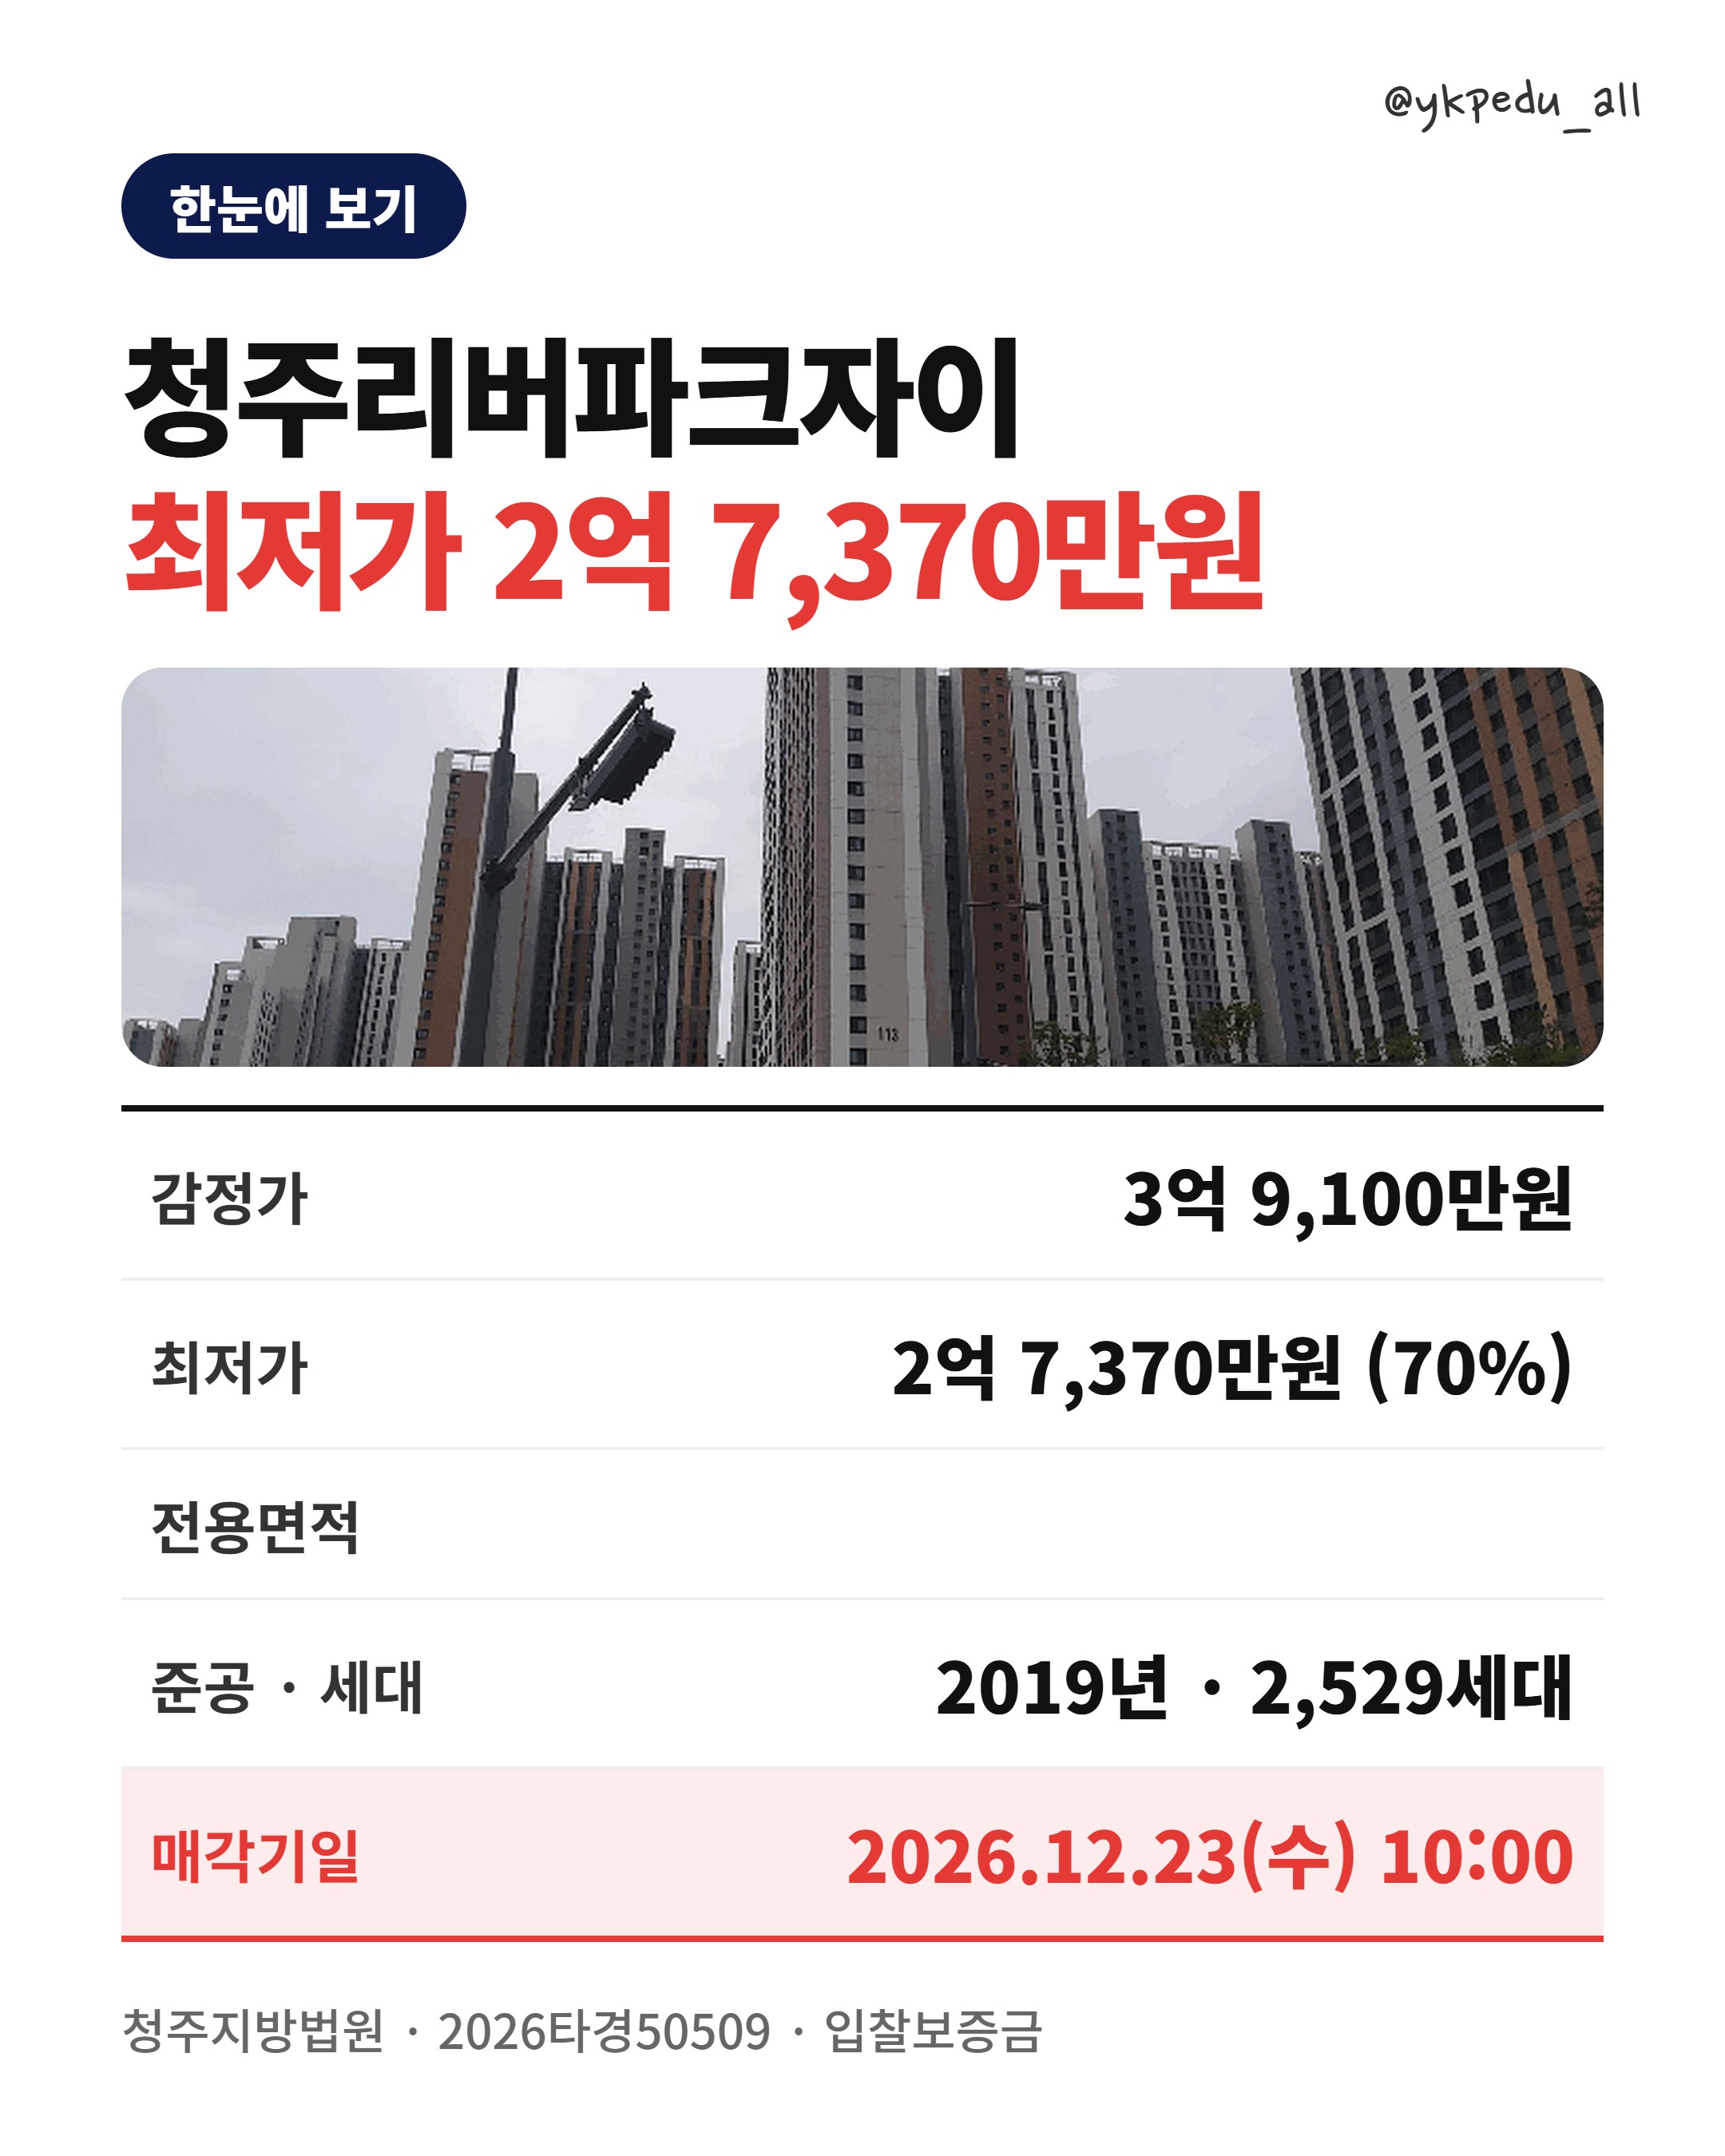 @ykpedu_all
한눈에 보기
청주리버파크자이
최저가 2억 7,370만원
113
감정가 3억 9,100만원
최저가 2억 7,370만원 (70%)
전용면적
준공 · 세대 2019년 · 2,529세대
매각기일 2026.12.23(수) 10:00
청주지방법원 · 2026타경50509 · 입찰보증금